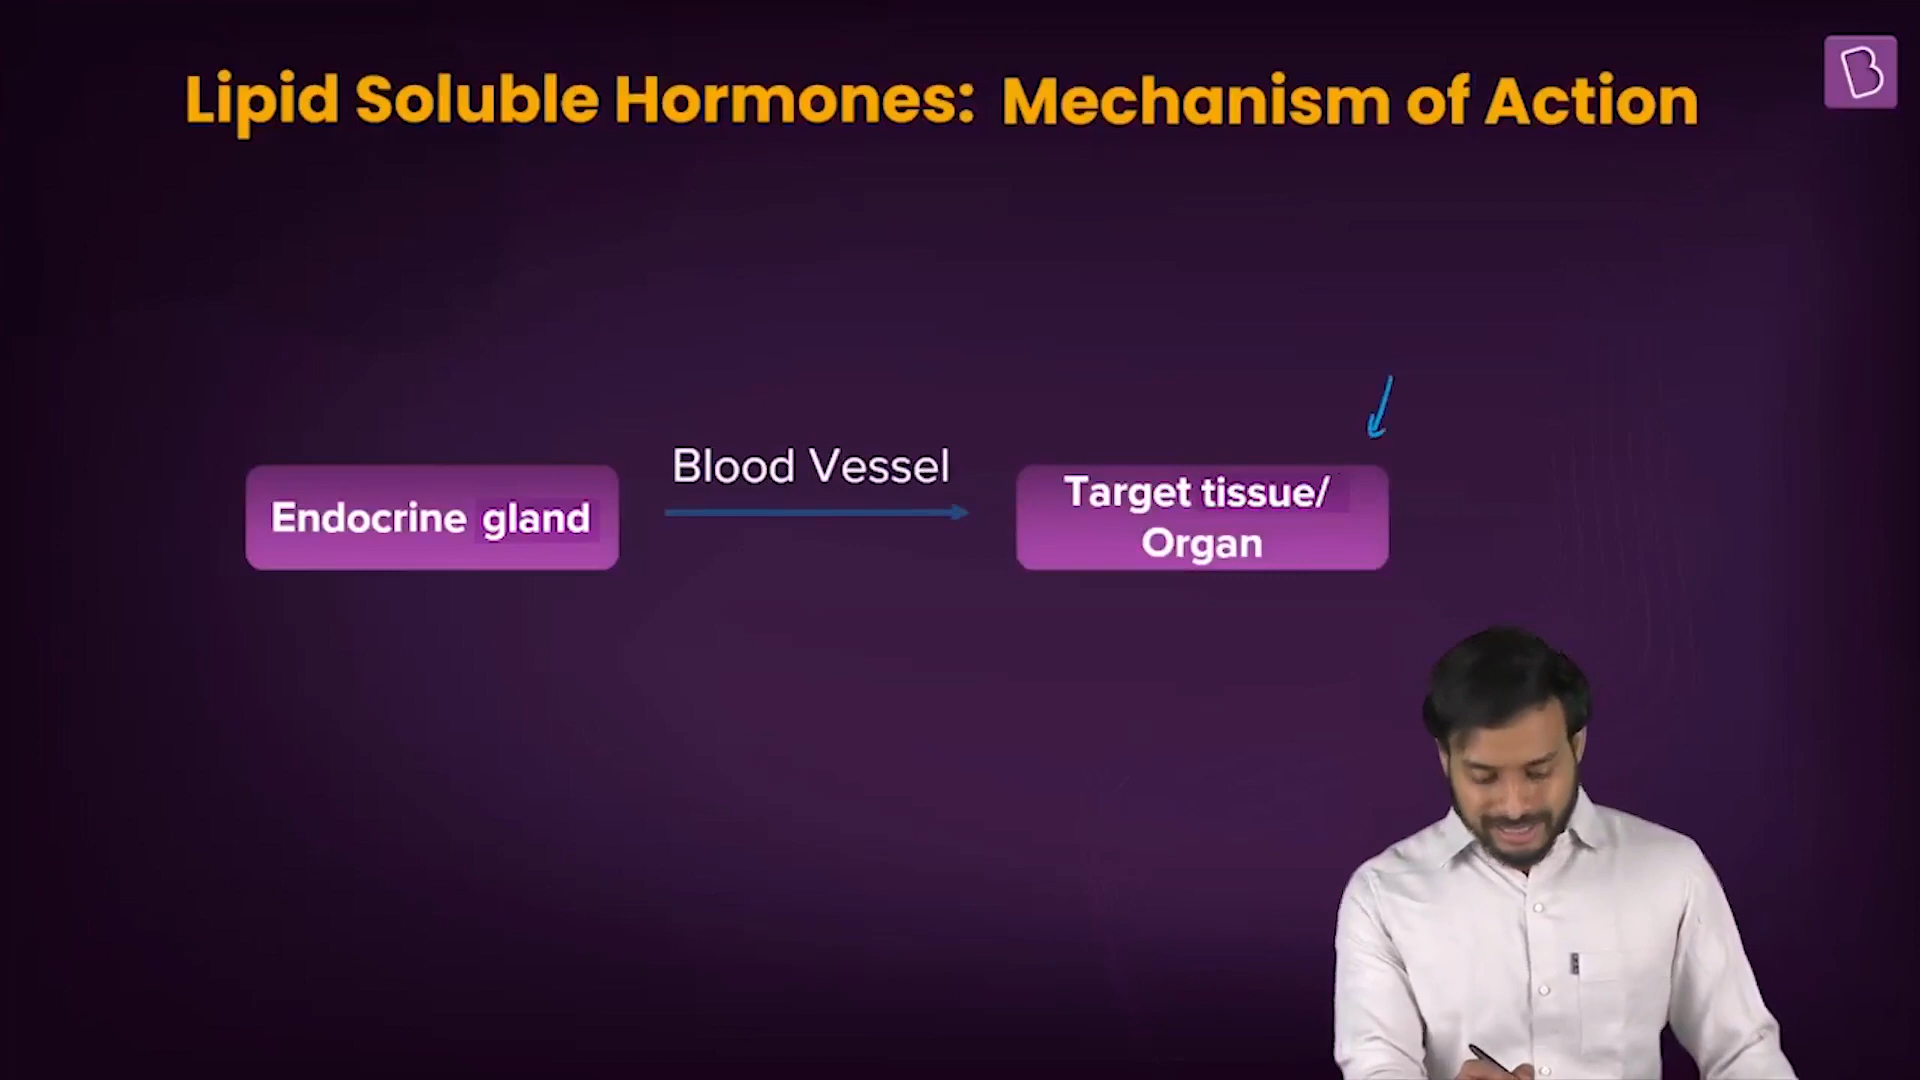 Lipid Soluble Hormones: Mechanism of Action
Blood Vessel
Endocrine gland
Target tissue/
Organ